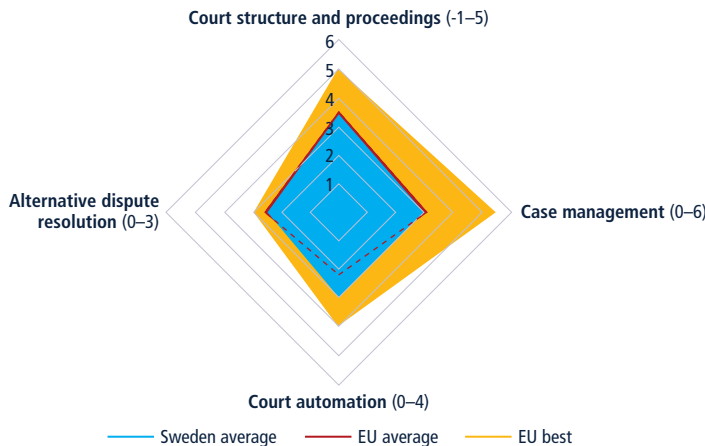 Court structure and proceedings (-1–5)
6
5
4
3
2
1
Alternative dispute
resolution (0–3)
Case management (0–6)
Court automation (0–4)
Sweden average
EU average
EU best